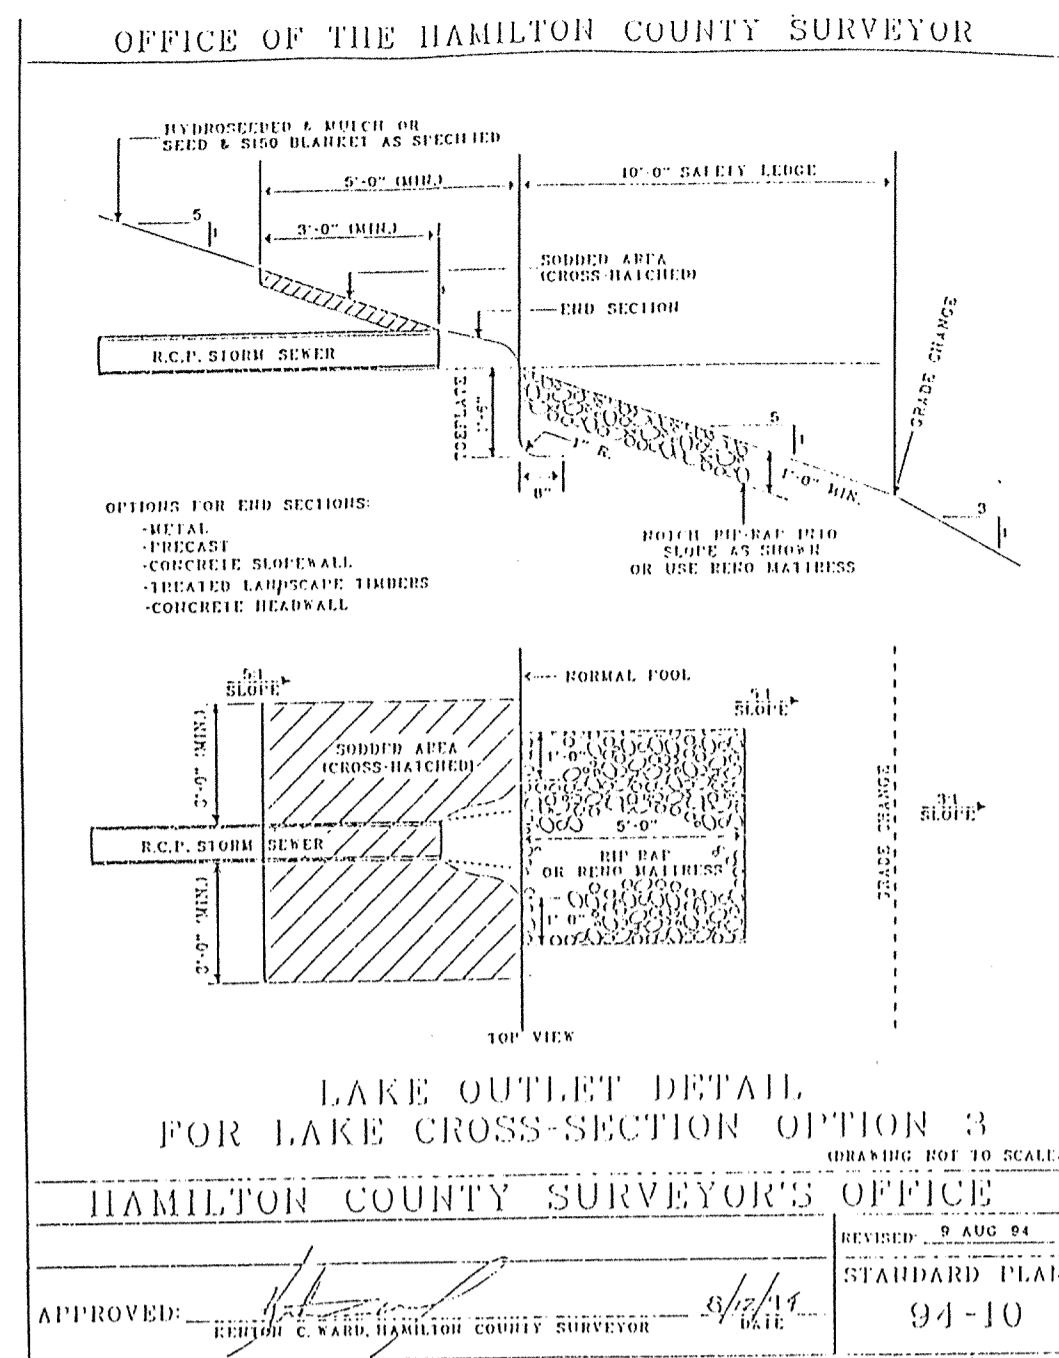 OFFICE OF THE HAMILTON COUNTY SURVEYOR
HYDROSEEDED & MULCH OR
SEED & S150 BLANKET AS SPECIFIED
5'-0" (MIN.)
10'-0" SAFETY LEDGE
5
1
3'-0" (MIN.)
SODDED AREA
(CROSS-HATCHED)
END SECTION
R.C.P. STORM SEWER
GRADE CHANGE
TOEPLATE
1" R.
8"
5
1
1'-0" MIN.
3
1
OPTIONS FOR END SECTIONS:
-METAL
-PRECAST
-CONCRETE SLOPEWALL
-TREATED LANDSCAPE TIMBERS
-CONCRETE HEADWALL
NOTCH RIP-RAP INTO
SLOPE AS SHOWN
OR USE RENO MATTRESS
5:1
SLOPE
NORMAL POOL
5:1
SLOPE
3'-0" (MIN.)
SODDED AREA
(CROSS-HATCHED)
1'-0"
GRADE CHANGE
3:1
SLOPE
5'-0"
R.C.P. STORM SEWER
RIP RAP
OR RENO MATTRESS
3'-0" (MIN.)
1'-0"
TOP VIEW
LAKE OUTLET DETAIL
FOR LAKE CROSS-SECTION OPTION 3
(DRAWING NOT TO SCALE)
HAMILTON COUNTY SURVEYOR'S OFFICE
REVISED: 9 AUG 94
STANDARD PLAN
94-10
APPROVED:
KENTON C. WARD, HAMILTON COUNTY SURVEYOR
8/12/94
DATE